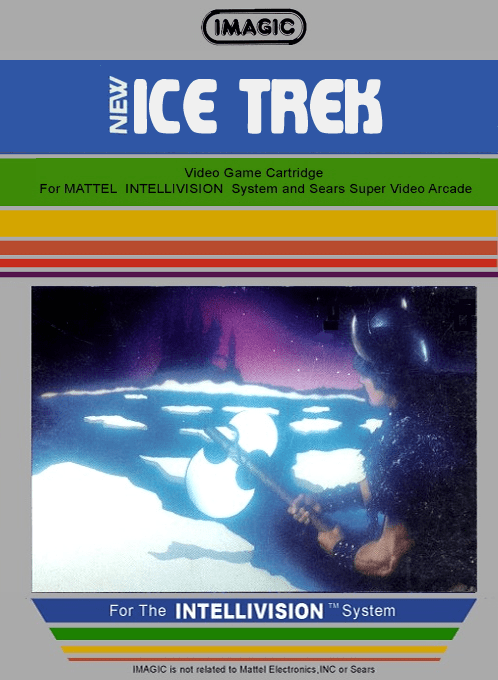 IMAGIC
NEW ICE TREK
Video Game Cartridge
For MATTEL INTELLIVISION System and Sears Super Video Arcade
For The INTELLIVISION™ System
IMAGIC is not related to Mattel Electronics,INC or Sears